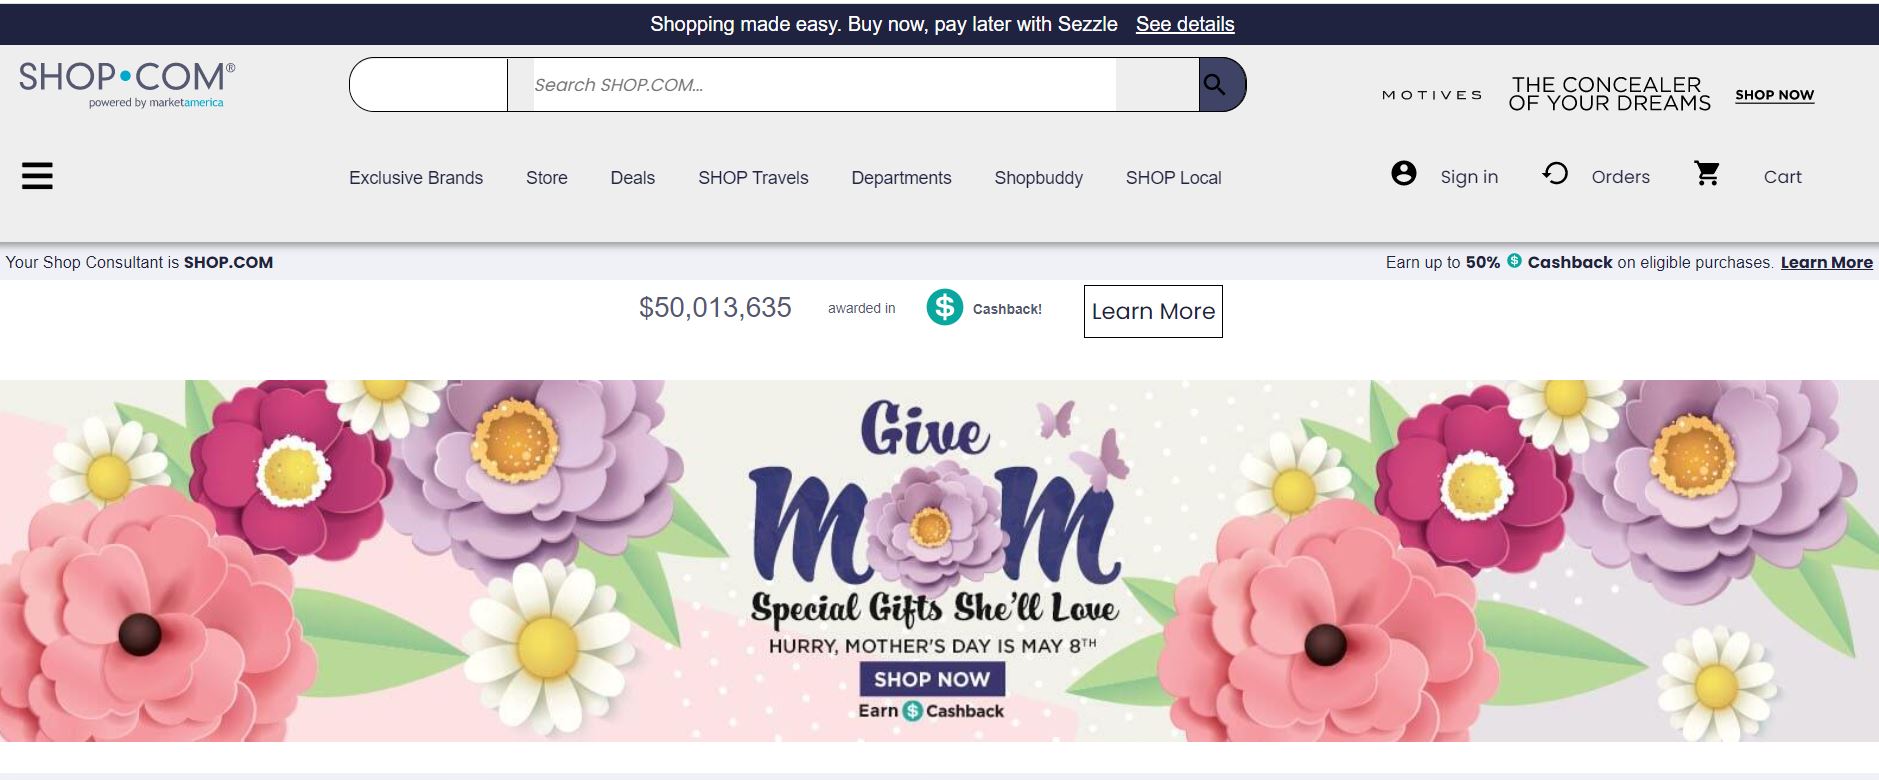 Shopping made easy. Buy now, pay later with Sezzle See details
SHOP•COM®
powered by marketamerica
Search SHOP.COM...
MOTIVES
THE CONCEALER
OF YOUR DREAMS
SHOP NOW
Exclusive Brands Store Deals SHOP Travels Departments Shopbuddy SHOP Local
Sign in Orders Cart
Your Shop Consultant is SHOP.COM
Earn up to 50% $ Cashback on eligible purchases. Learn More
$50,013,635 awarded in $ Cashback! Learn More
Give
MOM
Special Gifts She'll Love
HURRY, MOTHER'S DAY IS MAY 8TH
SHOP NOW
Earn $ Cashback